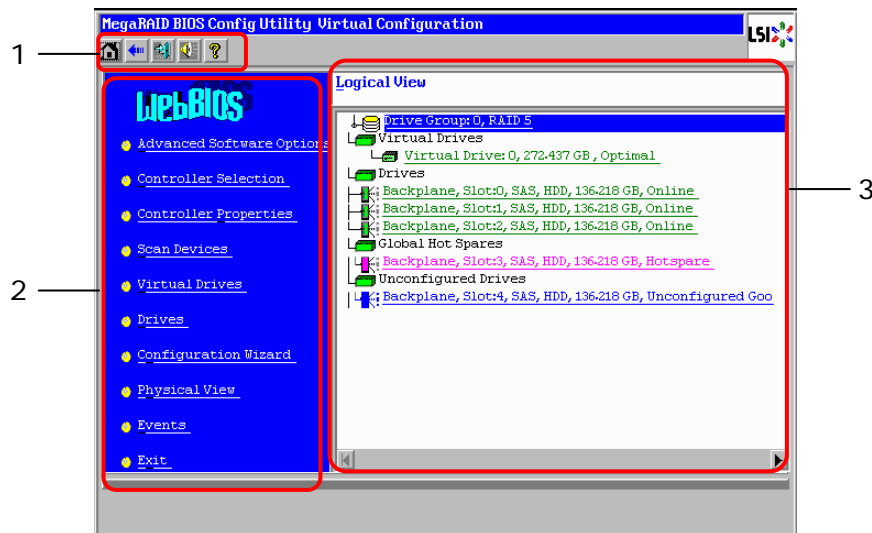 MegaRAID BIOS Config Utility Virtual Configuration
LSI
1
?
WebBIOS
Advanced Software Options
Controller Selection
Controller Properties
Scan Devices
Virtual Drives
Drives
Configuration Wizard
Physical View
Events
Exit
2
Logical View
Drive Group: 0, RAID 5
Virtual Drives
Virtual Drive: 0, 272.437 GB, Optimal
Drives
Backplane, Slot:0, SAS, HDD, 136.218 GB, Online
Backplane, Slot:1, SAS, HDD, 136.218 GB, Online
Backplane, Slot:2, SAS, HDD, 136.218 GB, Online
Global Hot Spares
Backplane, Slot:3, SAS, HDD, 136.218 GB, Hotspare
Unconfigured Drives
Backplane, Slot:4, SAS, HDD, 136.218 GB, Unconfigured Goo
3